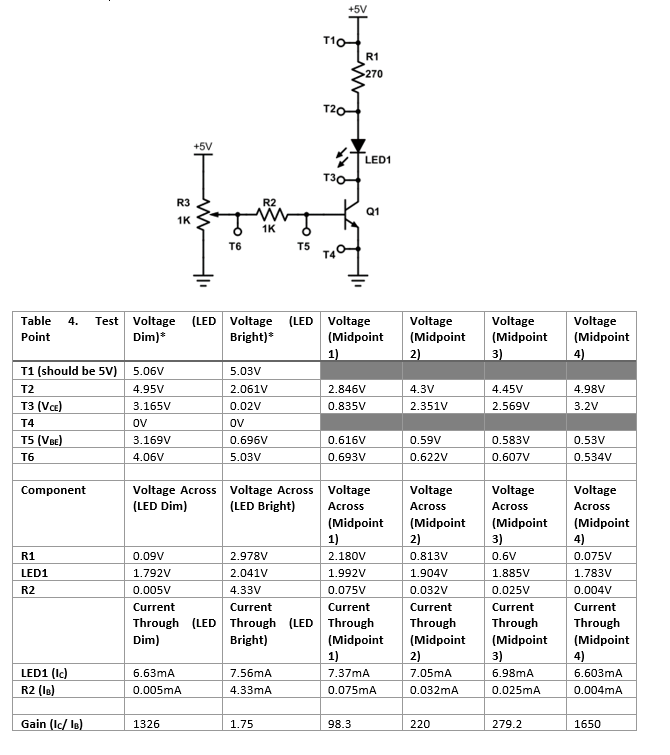 +5V
T1
R1
270
T2
LED1
T3
+5V
R3
1K
R2
1K
Q1
T6
T5
T4
Table 4. Test Point | Voltage (LED Dim)* | Voltage (LED Bright)* | Voltage (Midpoint 1) | Voltage (Midpoint 2) | Voltage (Midpoint 3) | Voltage (Midpoint 4)
T1 (should be 5V) 5.06V 5.03V
T2 4.95V 2.061V 2.846V 4.3V 4.45V 4.98V
T3 (VCE) 3.165V 0.02V 0.835V 2.351V 2.569V 3.2V
T4 0V 0V
T5 (VBE) 3.169V 0.696V 0.616V 0.59V 0.583V 0.53V
T6 4.06V 5.03V 0.693V 0.622V 0.607V 0.534V
Component | Voltage Across (LED Dim) | Voltage Across (LED Bright) | Voltage Across (Midpoint 1) | Voltage Across (Midpoint 2) | Voltage Across (Midpoint 3) | Voltage Across (Midpoint 4)
R1 0.09V 2.978V 2.180V 0.813V 0.6V 0.075V
LED1 1.792V 2.041V 1.992V 1.904V 1.885V 1.783V
R2 0.005V 4.33V 0.075V 0.032V 0.025V 0.004V
Current Through (LED Dim) | Current Through (LED Bright) | Current Through (Midpoint 1) | Current Through (Midpoint 2) | Current Through (Midpoint 3) | Current Through (Midpoint 4)
LED1 (IC) 6.63mA 7.56mA 7.37mA 7.05mA 6.98mA 6.603mA
R2 (IB) 0.005mA 4.33mA 0.075mA 0.032mA 0.025mA 0.004mA
Gain (IC/ IB) 1326 1.75 98.3 220 279.2 1650